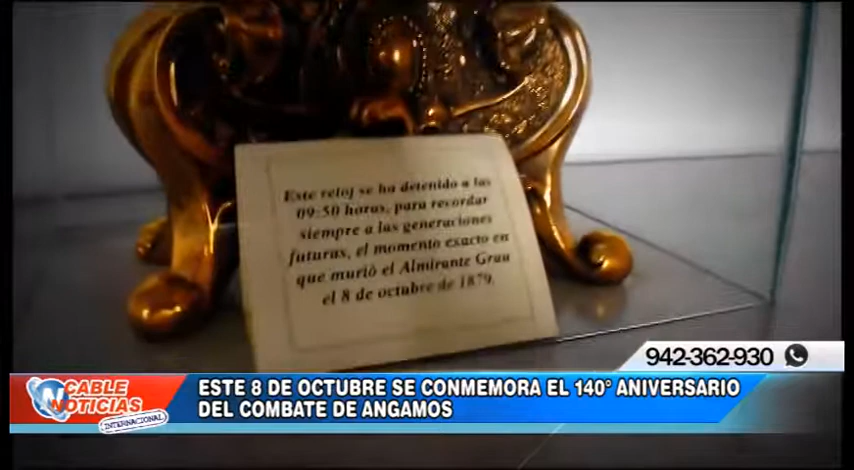 Este reloj se ha detenido a las
09:50 horas, para recordar
siempre a las generaciones
futuras, el momento exacto en
que murió el Almirante Grau
el 8 de octubre de 1879.
942-362-930
CABLE
NOTICIAS
INTERNACIONAL
ESTE 8 DE OCTUBRE SE CONMEMORA EL 140° ANIVERSARIO
DEL COMBATE DE ANGAMOS